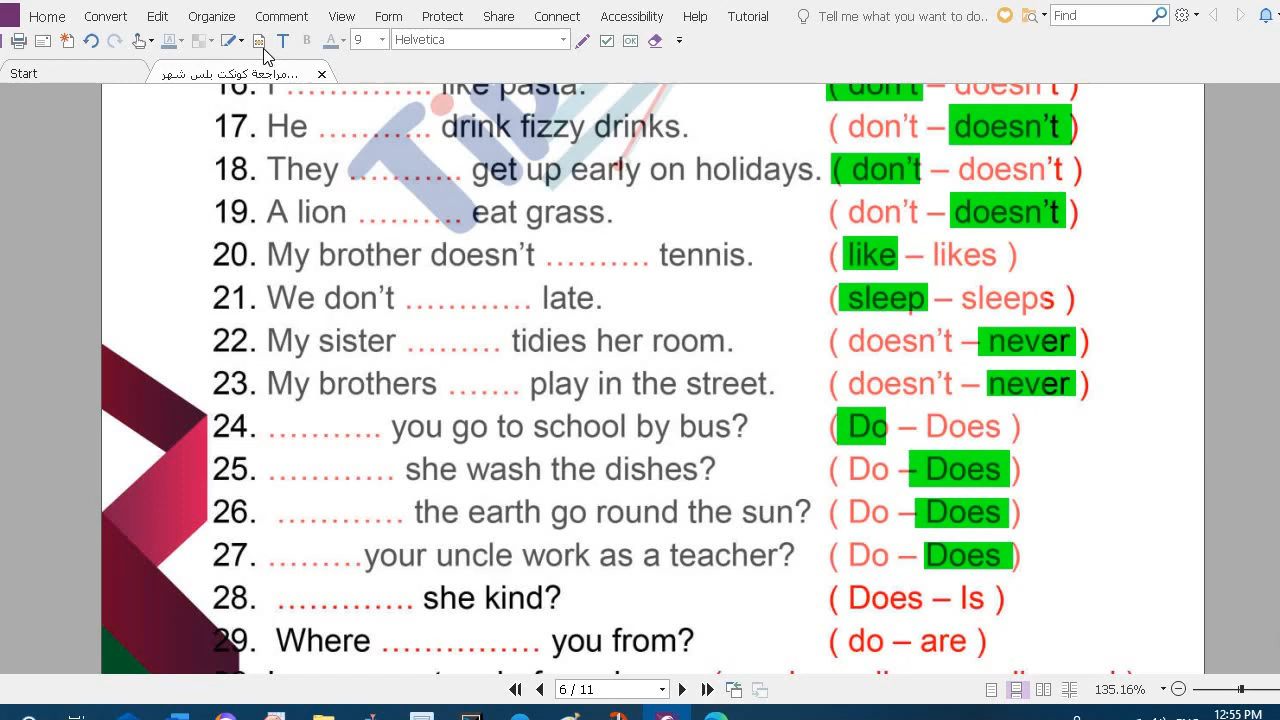 Home Convert Edit Organize Comment View Form Protect Share Connect Accessibility Help Tutorial Tell me what you want to do.. Find
T B A 9 Helvetica OK
Start ...مراجعة كونكت بلس شهر
16. I ………….. like pasta. ( don't – doesn't )
17. He ……….. drink fizzy drinks. ( don't – doesn't )
18. They ……….. get up early on holidays. ( don't – doesn't )
19. A lion ………. eat grass. ( don't – doesn't )
20. My brother doesn't ………. tennis. ( like – likes )
21. We don't ………… late. ( sleep – sleeps )
22. My sister ……… tidies her room. ( doesn't – never )
23. My brothers ……. play in the street. ( doesn't – never )
24. ……….. you go to school by bus? ( Do – Does )
25. ………… she wash the dishes? ( Do – Does )
26. ………… the earth go round the sun? ( Do – Does )
27. ………your uncle work as a teacher? ( Do – Does )
28. …………. she kind? ( Does – Is )
29. Where …………… you from? ( do – are )
6 / 11 135.16%
12:55 PM